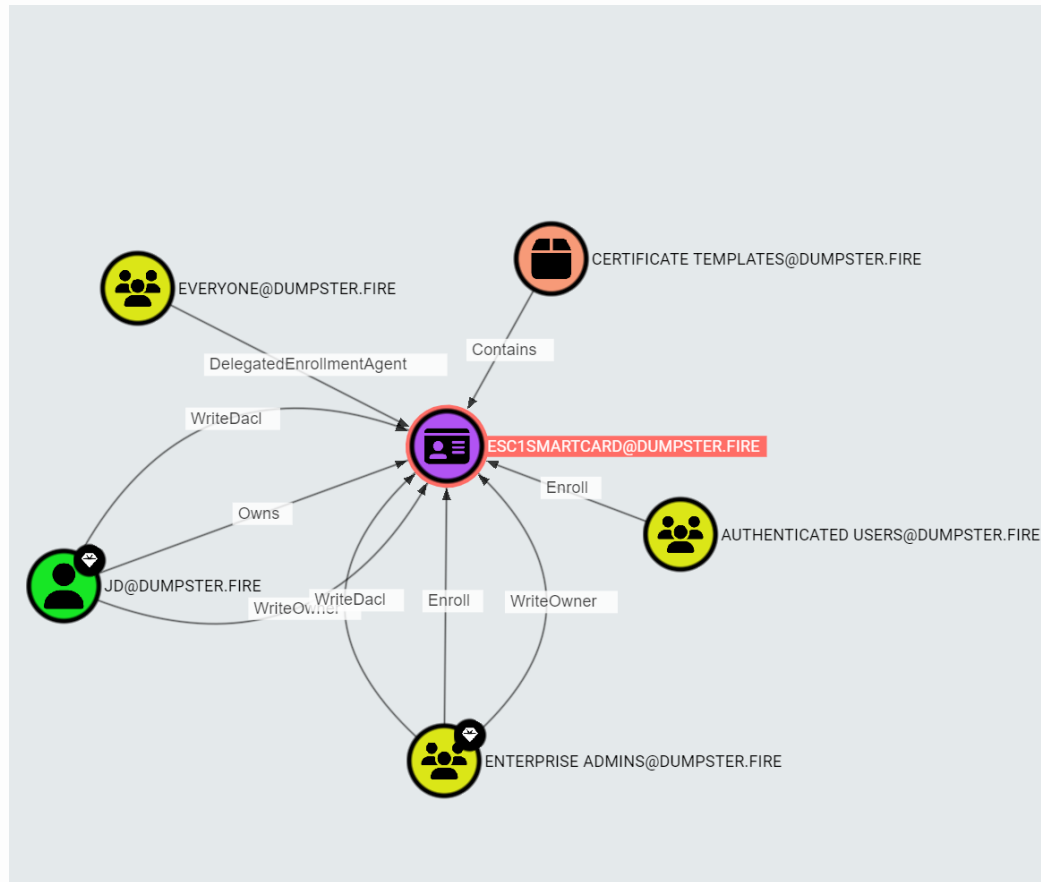 CERTIFICATE TEMPLATES@DUMPSTER.FIRE
EVERYONE@DUMPSTER.FIRE
Contains
DelegatedEnrollmentAgent
WriteDacl
ESC1SMARTCARD@DUMPSTER.FIRE
Enroll
Owns
AUTHENTICATED USERS@DUMPSTER.FIRE
JD@DUMPSTER.FIRE
WriteOwner
WriteDacl
Enroll
WriteOwner
ENTERPRISE ADMINS@DUMPSTER.FIRE